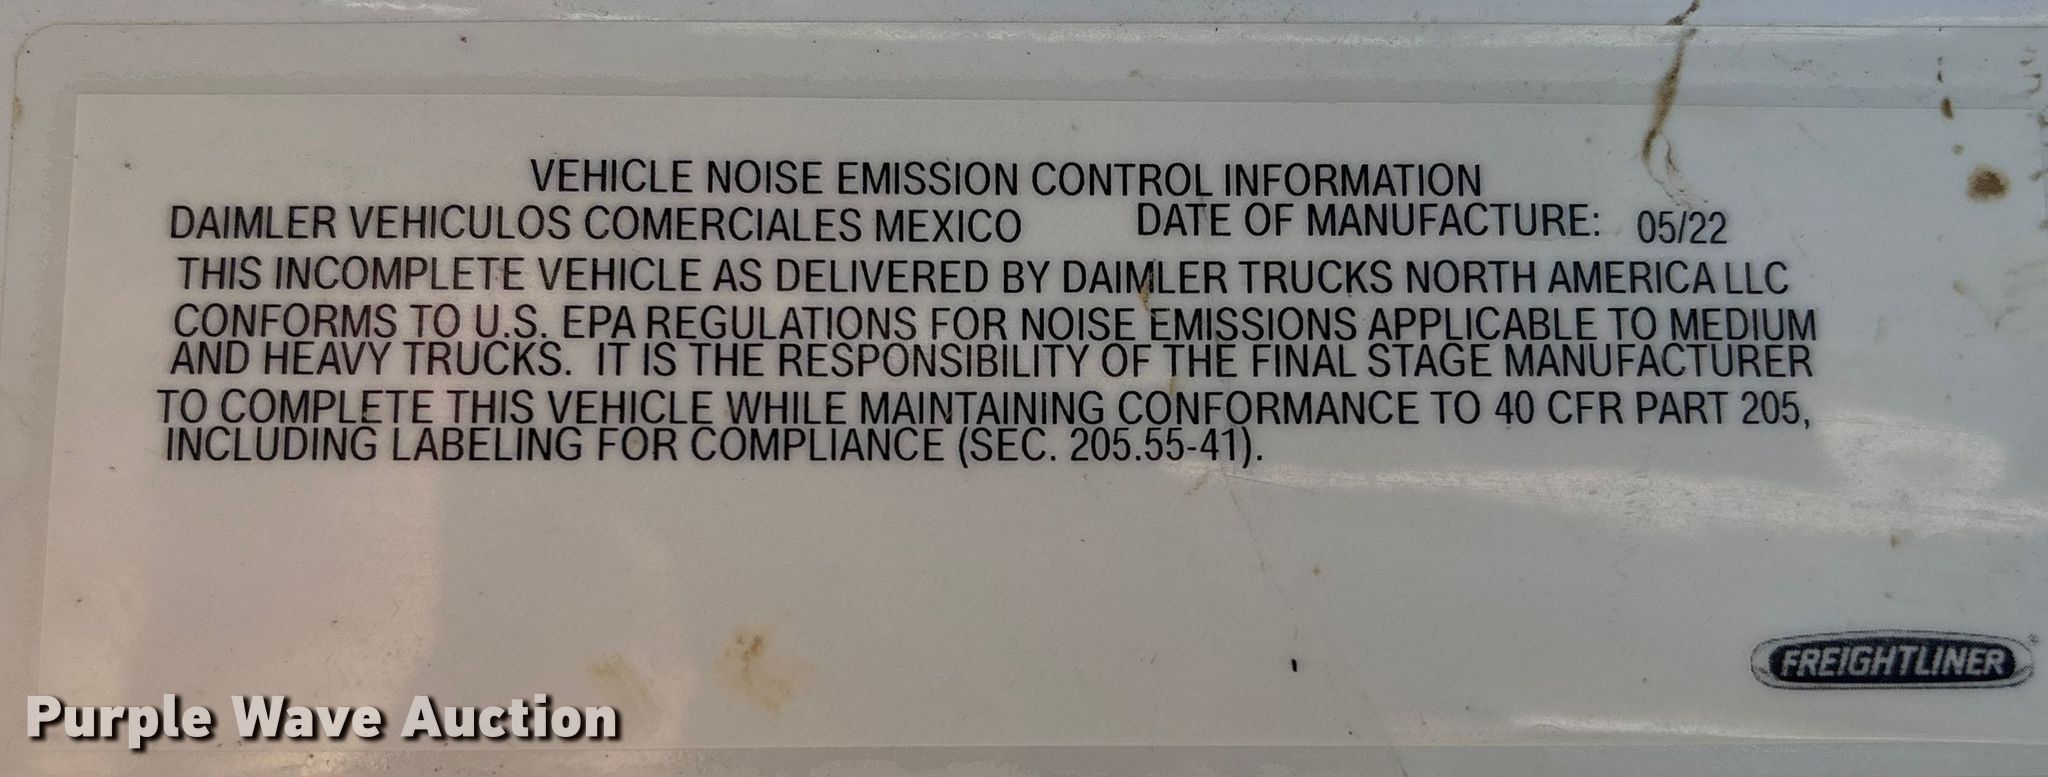 VEHICLE NOISE EMISSION CONTROL INFORMATION
DAIMLER VEHICULOS COMERCIALES MEXICO DATE OF MANUFACTURE: 05/22
THIS INCOMPLETE VEHICLE AS DELIVERED BY DAIMLER TRUCKS NORTH AMERICA LLC
CONFORMS TO U.S. EPA REGULATIONS FOR NOISE EMISSIONS APPLICABLE TO MEDIUM
AND HEAVY TRUCKS. IT IS THE RESPONSIBILITY OF THE FINAL STAGE MANUFACTURER
TO COMPLETE THIS VEHICLE WHILE MAINTAINING CONFORMANCE TO 40 CFR PART 205,
INCLUDING LABELING FOR COMPLIANCE (SEC. 205.55-41).
FREIGHTLINER
Purple Wave Auction